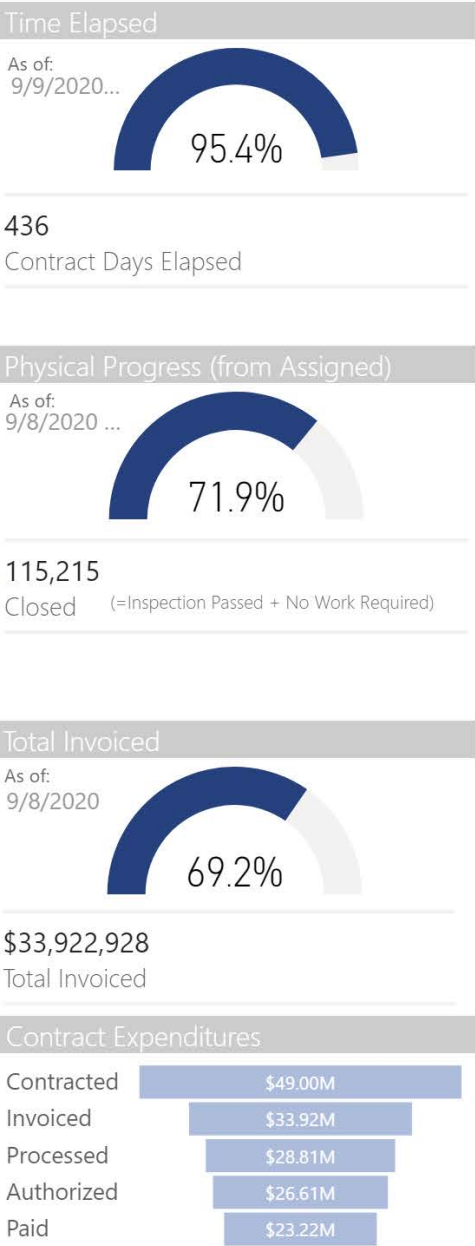 Time Elapsed
As of:
9/9/2020...
95.4%
436
Contract Days Elapsed
Physical Progress (from Assigned)
As of:
9/8/2020 ...
71.9%
115,215
Closed (=Inspection Passed + No Work Required)
Total Invoiced
As of:
9/8/2020
69.2%
$33,922,928
Total Invoiced
Contract Expenditures
Contracted $49.00M
Invoiced $33.92M
Processed $28.81M
Authorized $26.61M
Paid $23.22M